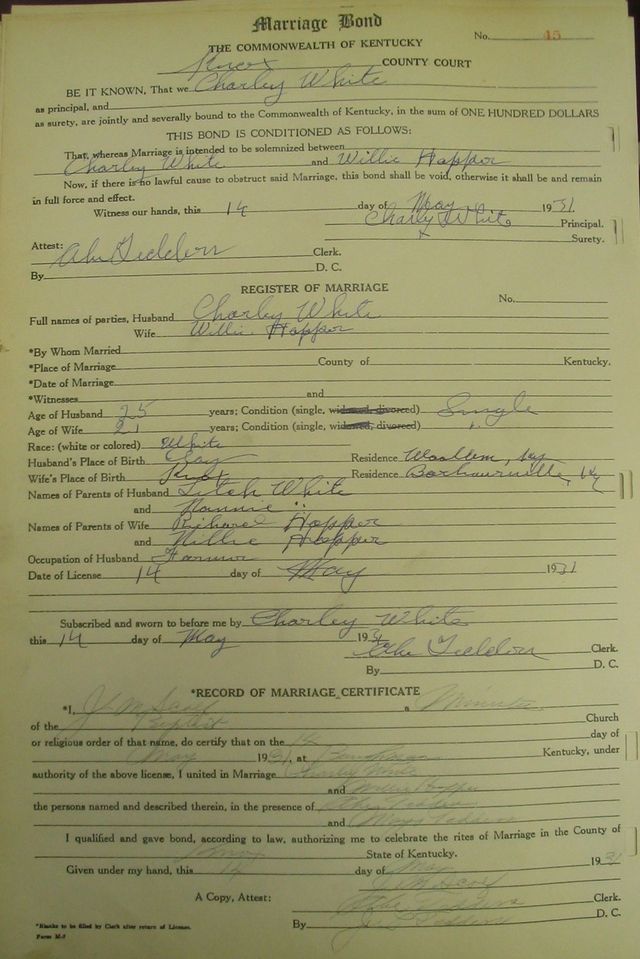 Marriage Bond
No. 45
THE COMMONWEALTH OF KENTUCKY
Knox COUNTY COURT
BE IT KNOWN, That we Charley White
as principal, and
as surety, are jointly and severally bound to the Commonwealth of Kentucky, in the sum of ONE HUNDRED DOLLARS
THIS BOND IS CONDITIONED AS FOLLOWS:
That, whereas Marriage is intended to be solemnized between
Charley White and Willie Hopper
Now, if there is no lawful cause to obstruct said Marriage, this bond shall be void, otherwise it shall be and remain
in full force and effect.
Witness our hands, this 14 day of May 1931
Charly White Principal.
x Surety.
Attest:
Clerk.
By D. C.
REGISTER OF MARRIAGE
No.
Full names of parties, Husband Charley White
Wife Willie Hopper
*By Whom Married
*Place of Marriage County of Kentucky.
*Date of Marriage
*Witnesses and
Age of Husband 25 years; Condition (single, widowed, divorced) Single
Age of Wife 21 years; Condition (single, widowed, divorced) "
Race: (white or colored) White
Husband's Place of Birth Clay Residence Woollum, Ky
Wife's Place of Birth Knox Residence Barbourville, Ky
Names of Parents of Husband Litch White
and Nannie "
Names of Parents of Wife Richard Hopper
and Millie Hopper
Occupation of Husband Farmer
Date of License 14 day of May 1931
Subscribed and sworn to before me by Charley White
this 14 day of May 1931
Clerk.
By D. C.
*RECORD OF MARRIAGE CERTIFICATE
*I, J. M. a Minister
of the Baptist Church
or religious order of that name, do certify that on the 14 day of
May 1931, at Kentucky, under
authority of the above license, I united in Marriage Charley White
and Willie Hopper
the persons named and described therein, in the presence of
and
I qualified and gave bond, according to law, authorizing me to celebrate the rites of Marriage in the County of
Knox State of Kentucky.
Given under my hand, this 14 day of May 1931
J. M.
A Copy, Attest: Clerk.
By D. C.
*Blanks to be filled by Clerk after return of License.
Form M-2